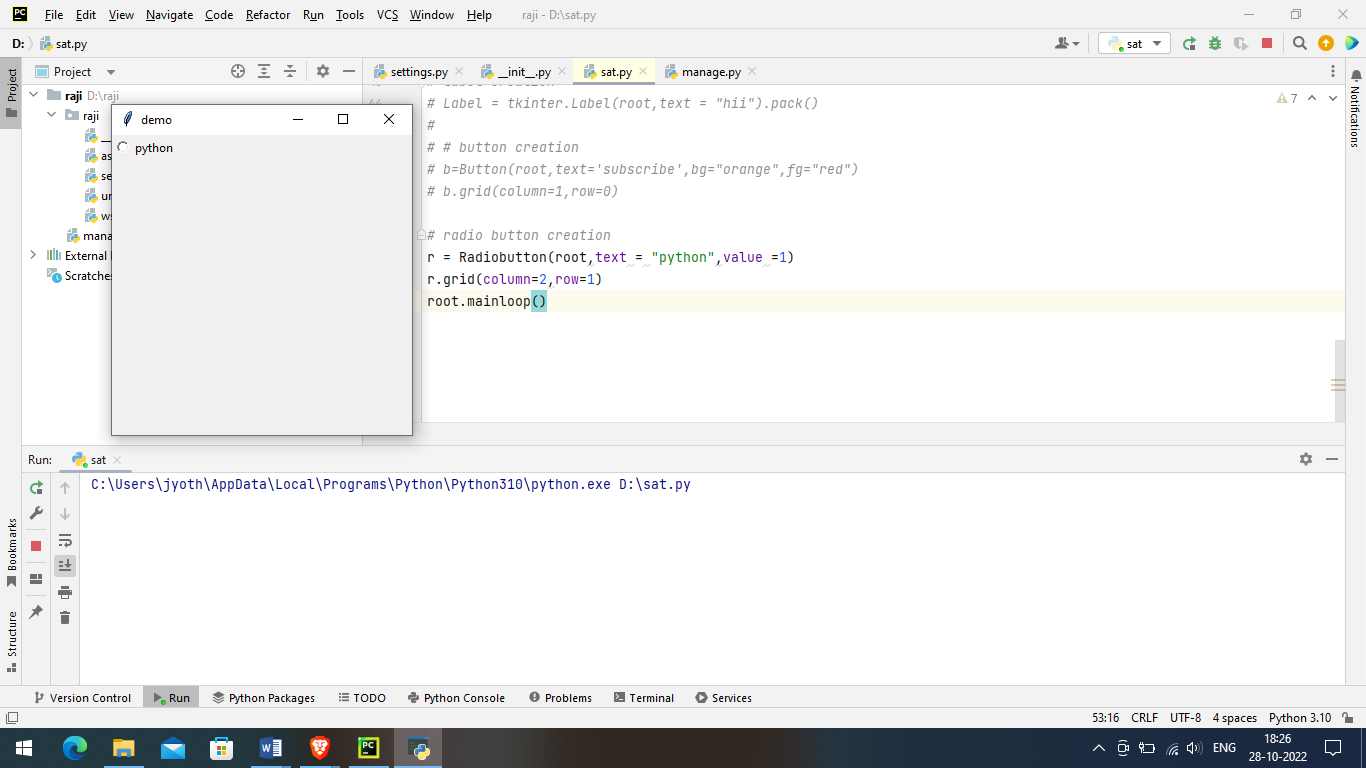 PC File Edit View Navigate Code Refactor Run Tools VCS Window Help raji - D:\sat.py
D: sat.py sat
Project
Project
settings.py __init__.py sat.py manage.py
Notifications
raji D:\raji
raji
mana
External
Scratches
demo
python
# Label = tkinter.Label(root,text = "hii").pack()
7
#
# # button creation
# b=Button(root,text='subscribe',bg="orange",fg="red")
# b.grid(column=1,row=0)
# radio button creation
r = Radiobutton(root,text = "python",value =1)
r.grid(column=2,row=1)
root.mainloop()
Run: sat
C:\Users\jyoth\AppData\Local\Programs\Python\Python310\python.exe D:\sat.py
Bookmarks
Structure
Version Control Run Python Packages TODO Python Console Problems Terminal Services
53:16 CRLF UTF-8 4 spaces Python 3.10
PC ENG 18:26
28-10-2022